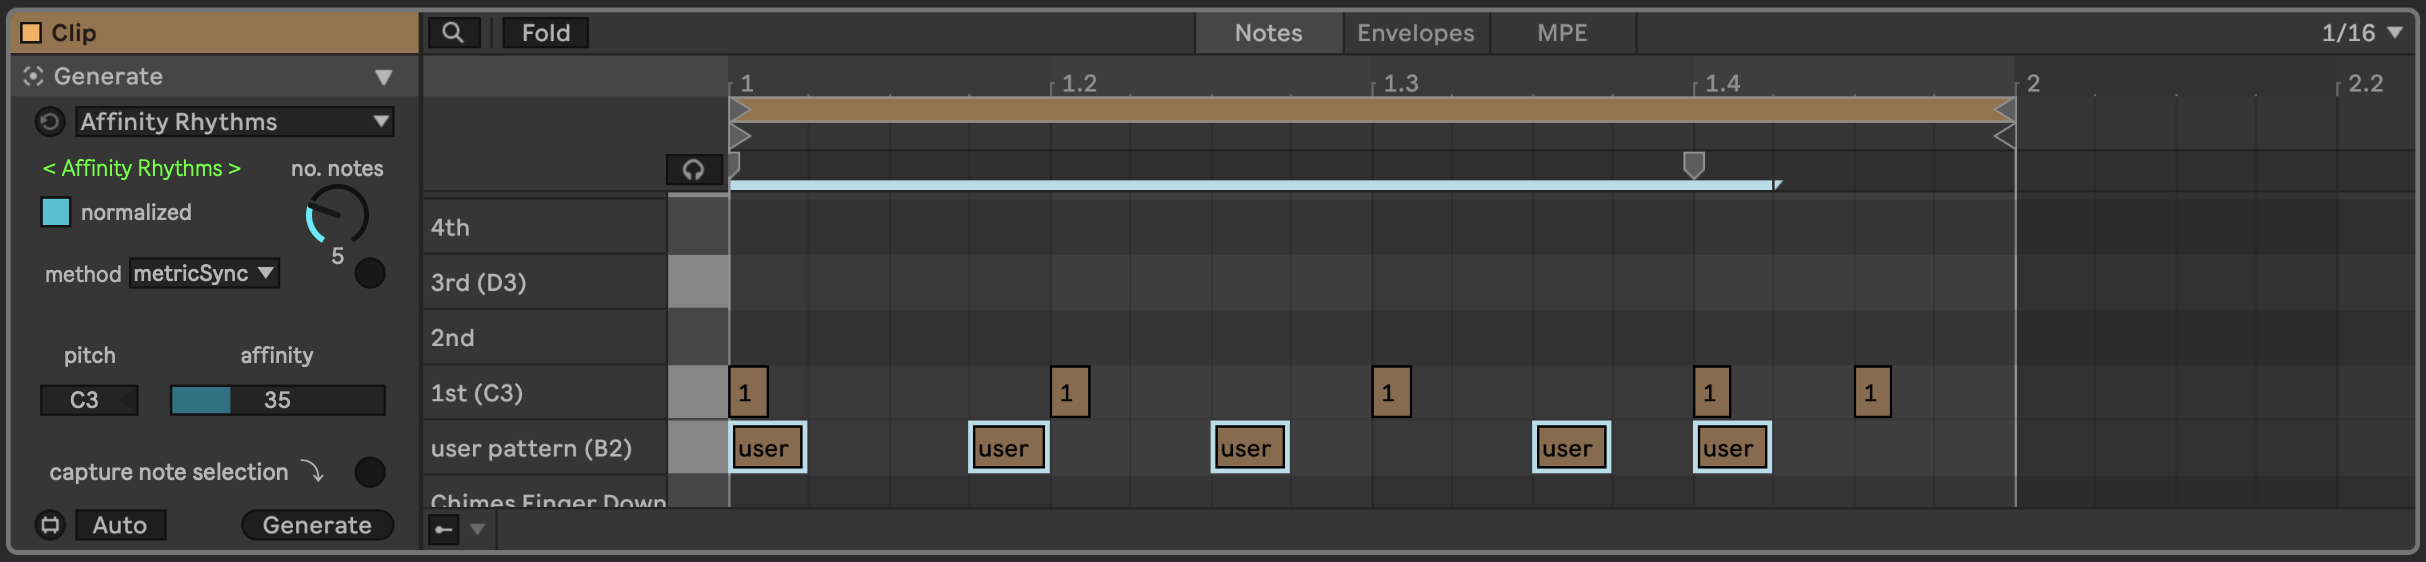 Clip
Fold
Notes
Envelopes
MPE
1/16
Generate
1
1.2
1.3
1.4
2
2.2
Affinity Rhythms
< Affinity Rhythms >
no. notes
normalized
5
method
metricSync
pitch
affinity
C3
35
capture note selection
Auto
Generate
4th
3rd (D3)
2nd
1st (C3)
1
1
1
1
1
user pattern (B2)
user
user
user
user
user
Chimes Finger Down